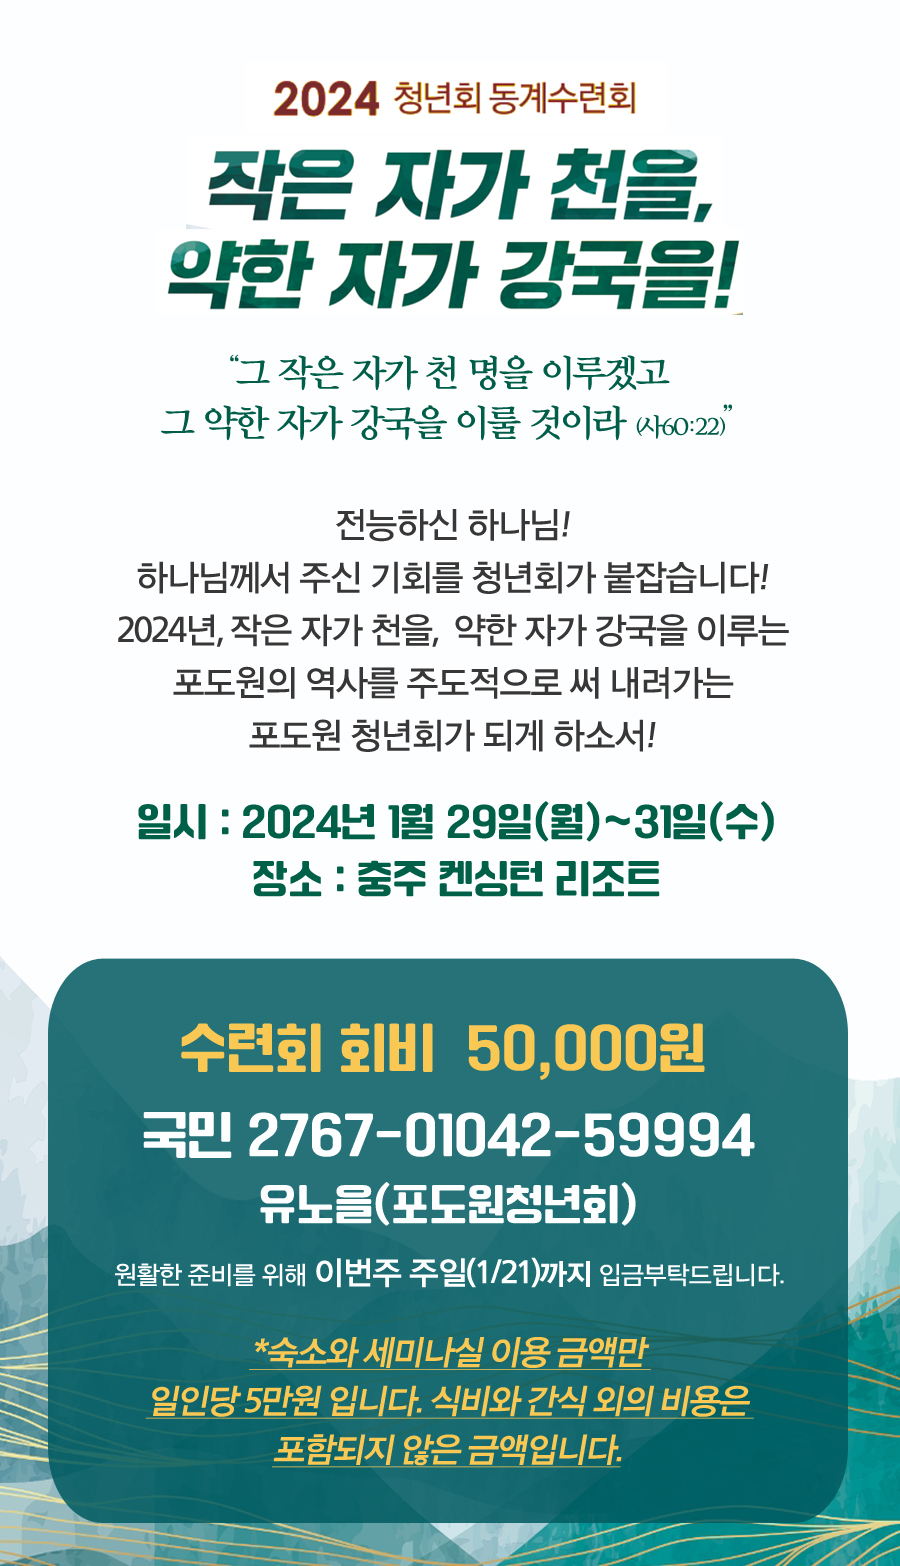 2024 청년회 동계수련회
작은 자가 천을,
약한 자가 강국을!
“그 작은 자가 천 명을 이루겠고
그 약한 자가 강국을 이룰 것이라 (사60:22)”
전능하신 하나님!
하나님께서 주신 기회를 청년회가 붙잡습니다!
2024년, 작은 자가 천을, 약한 자가 강국을 이루는
포도원의 역사를 주도적으로 써 내려가는
포도원 청년회가 되게 하소서!
일시 : 2024년 1월 29일(월)~31일(수)
장소 : 충주 켄싱턴 리조트
수련회 회비 50,000원
국민 2767-01042-59994
유노을(포도원청년회)
원활한 준비를 위해 이번주 주일(1/21)까지 입금부탁드립니다.
*숙소와 세미나실 이용 금액만
일인당 5만원 입니다. 식비와 간식 외의 비용은
포함되지 않은 금액입니다.